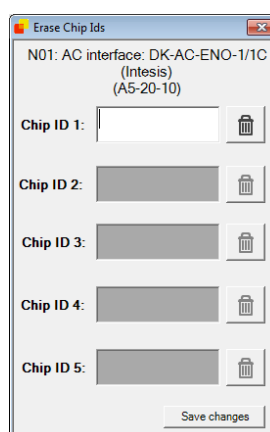 Erase Chip Ids
N01: AC interface: DK-AC-ENO-1/1C
(Intesis)
(A5-20-10)
Chip ID 1:
Chip ID 2:
Chip ID 3:
Chip ID 4:
Chip ID 5:
Save changes